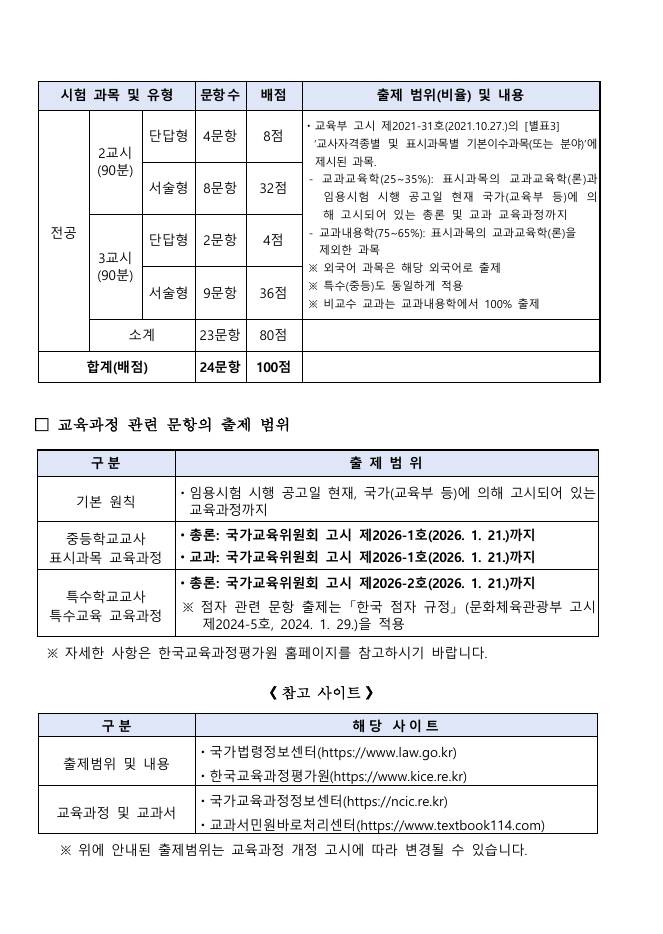 시험 과목 및 유형 문항수 배점 출제 범위(비율) 및 내용
전공
2교시
(90분)
단답형 4문항 8점
서술형 8문항 32점
3교시
(90분)
단답형 2문항 4점
서술형 9문항 36점
・교육부 고시 제2021-31호(2021.10.27.)의 [별표3]
'교사자격종별 및 표시과목별 기본이수과목(또는 분야)'에
제시된 과목.
- 교과교육학(25~35%): 표시과목의 교과교육학(론)과
임용시험 시행 공고일 현재 국가(교육부 등)에 의
해 고시되어 있는 총론 및 교과 교육과정까지
- 교과내용학(75~65%): 표시과목의 교과교육학(론)을
제외한 과목
※ 외국어 과목은 해당 외국어로 출제
※ 특수(중등)도 동일하게 적용
※ 비교수 교과는 교과내용학에서 100% 출제
소계 23문항 80점
합계(배점) 24문항 100점
□ 교육과정 관련 문항의 출제 범위
구 분 출 제 범 위
기본 원칙
・임용시험 시행 공고일 현재, 국가(교육부 등)에 의해 고시되어 있는
교육과정까지
중등학교교사
표시과목 교육과정
・총론: 국가교육위원회 고시 제2026-1호(2026. 1. 21.)까지
・교과: 국가교육위원회 고시 제2026-1호(2026. 1. 21.)까지
특수학교교사
특수교육 교육과정
・총론: 국가교육위원회 고시 제2026-2호(2026. 1. 21.)까지
※ 점자 관련 문항 출제는「한국 점자 규정」(문화체육관광부 고시
제2024-5호, 2024. 1. 29.)을 적용
※ 자세한 사항은 한국교육과정평가원 홈페이지를 참고하시기 바랍니다.
《 참고 사이트 》
구 분 해 당 사 이 트
출제범위 및 내용
・국가법령정보센터(https://www.law.go.kr)
・한국교육과정평가원(https://www.kice.re.kr)
교육과정 및 교과서
・국가교육과정정보센터(https://ncic.re.kr)
・교과서민원바로처리센터(https://www.textbook114.com)
※ 위에 안내된 출제범위는 교육과정 개정 고시에 따라 변경될 수 있습니다.